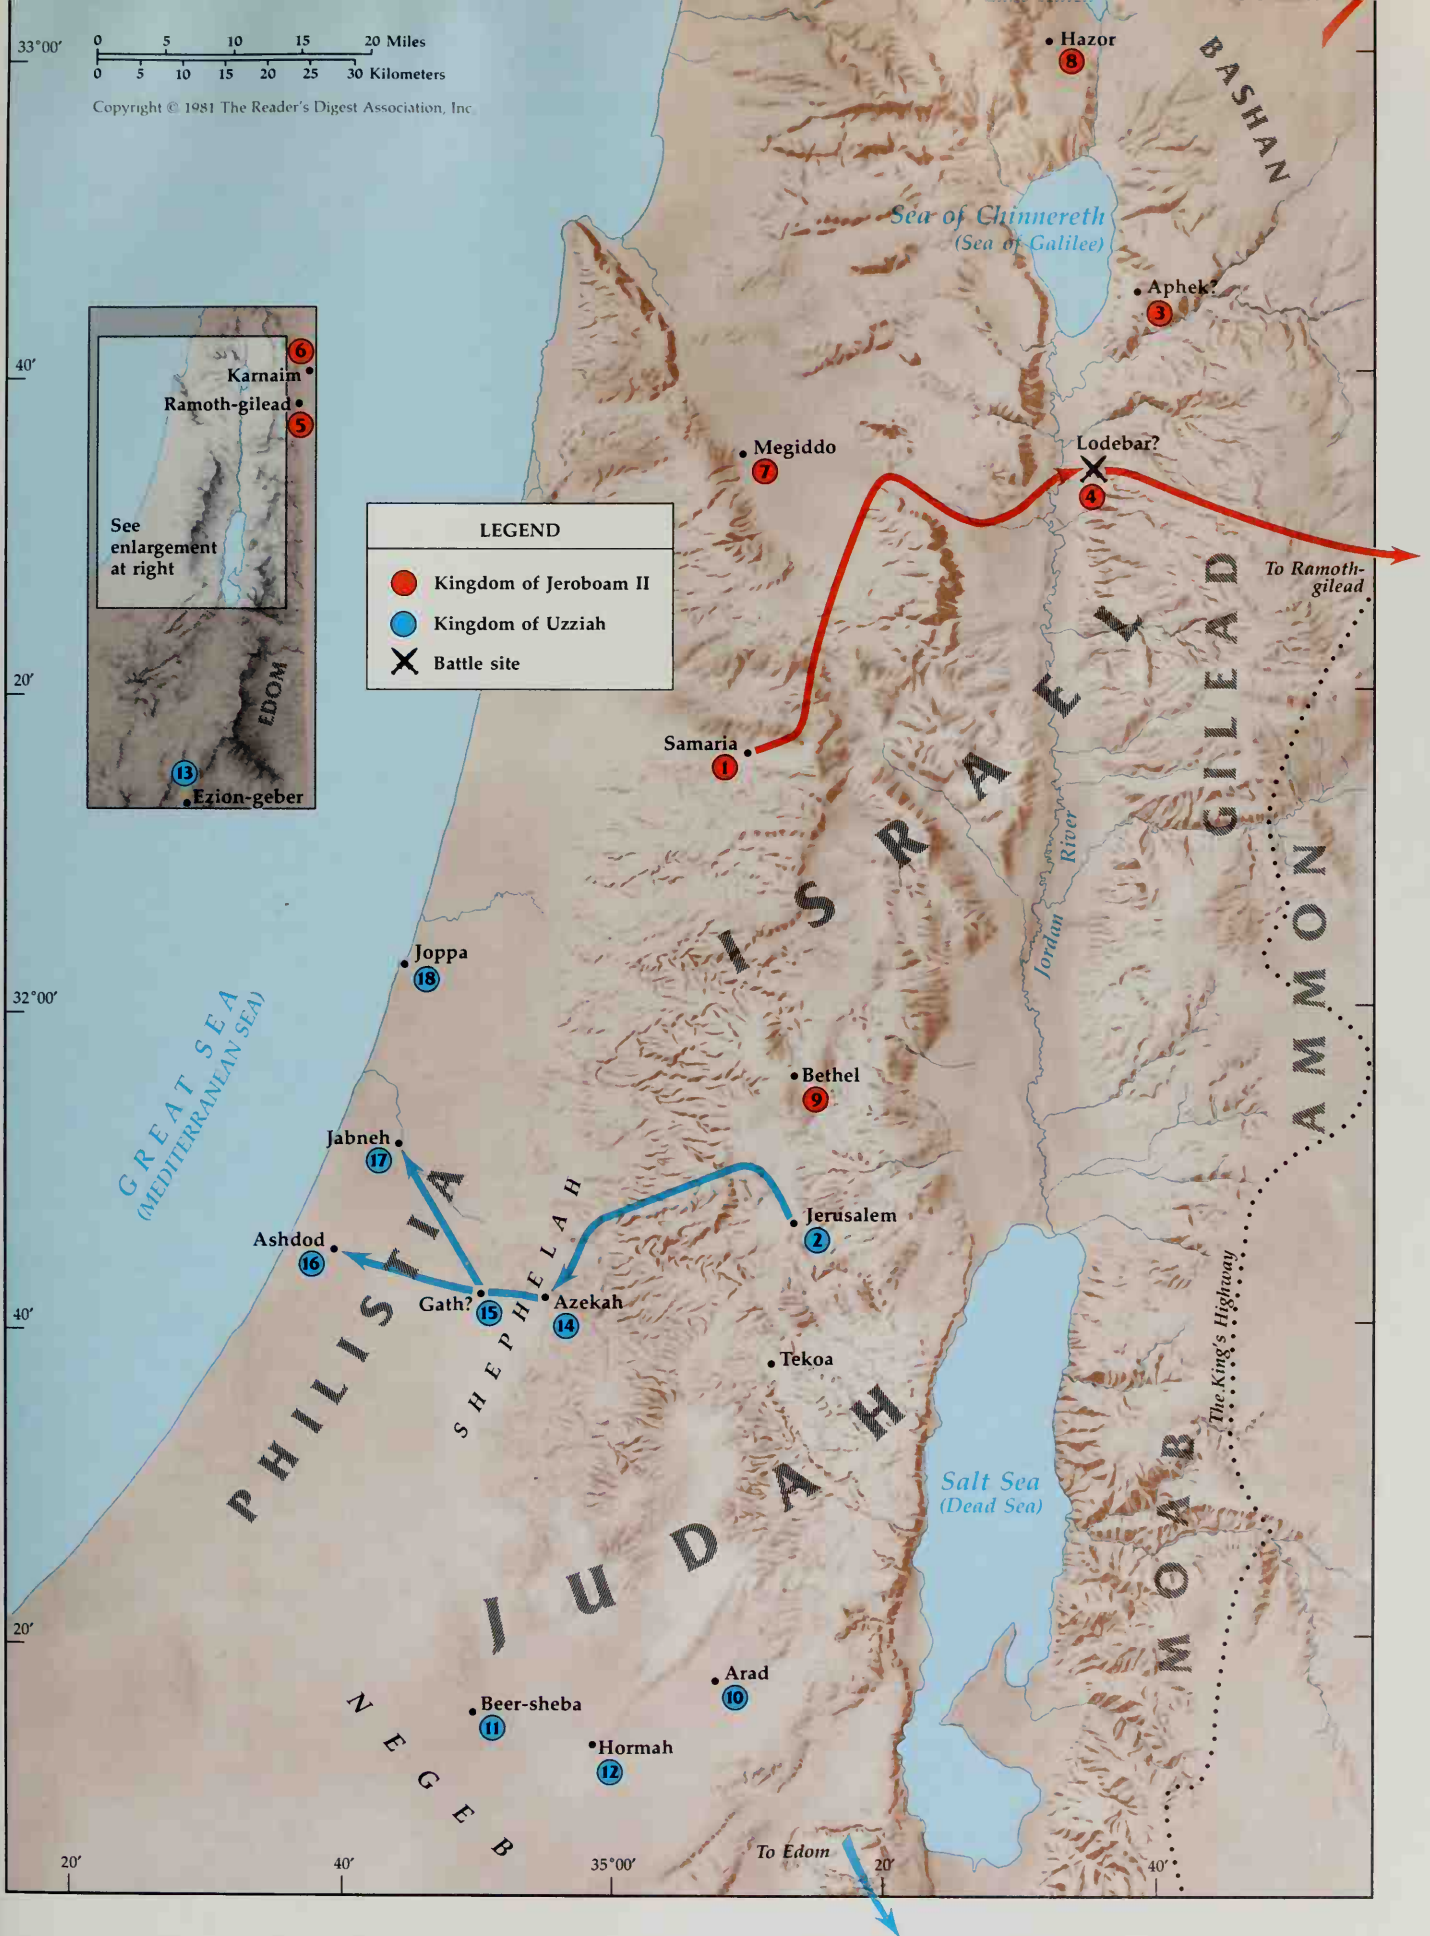 33°00′
0 5 10 15 20 Miles
0 5 10 15 20 25 30 Kilometers
Copyright © 1981 The Reader's Digest Association, Inc.
Hazor
8
BASHAN
Sea of Chinnereth
(Sea of Galilee)
Aphek?
3
6
Karnaim
Ramoth-gilead
5
See
enlargement
at right
EDOM
13
Ezion-geber
40′
Megiddo
7
Lodebar?
4
LEGEND
Kingdom of Jeroboam II
Kingdom of Uzziah
Battle site
To Ramoth-
gilead
GILEAD
20′
Samaria
1
ISRAEL
Jordan River
AMMON
Joppa
18
32°00′
GREAT SEA
(MEDITERRANEAN SEA)
Bethel
9
Jabneh
17
Jerusalem
2
Ashdod
16
PHILISTIA
SHEPHELAH
Gath?
15
Azekah
14
40′
The King's Highway
Tekoa
JUDAH
Salt Sea
(Dead Sea)
MOAB
20′
Arad
10
Beer-sheba
11
Hormah
12
NEGEB
To Edom
20′ 40′ 35°00′ 20′ 40′